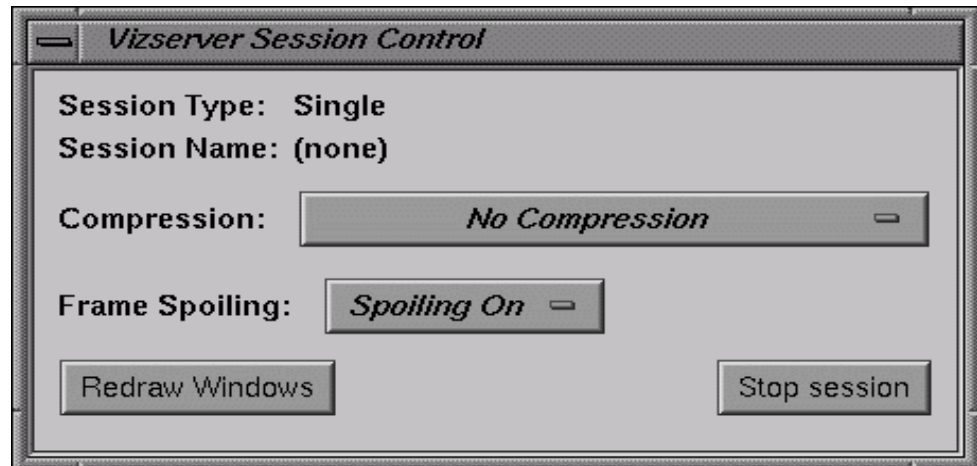 Vizserver Session Control
Session Type: Single
Session Name: (none)
Compression: No Compression
Frame Spoiling: Spoiling On
Redraw Windows Stop session